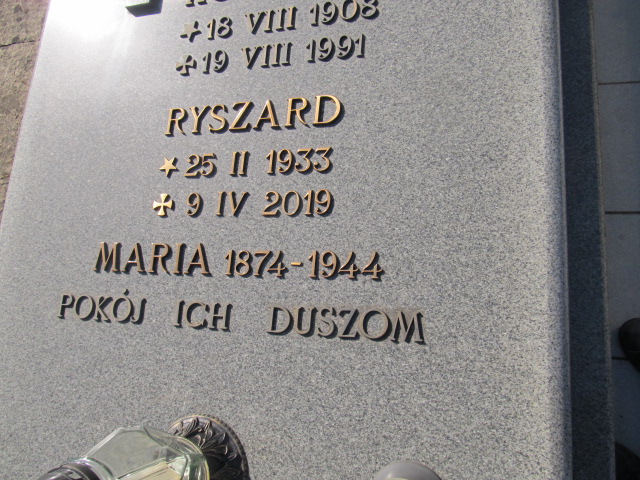 18 VIII 1908
19 VIII 1991
RYSZARD
25 II 1933
9 IV 2019
MARIA 1874-1944
POKÓJ ICH DUSZOM